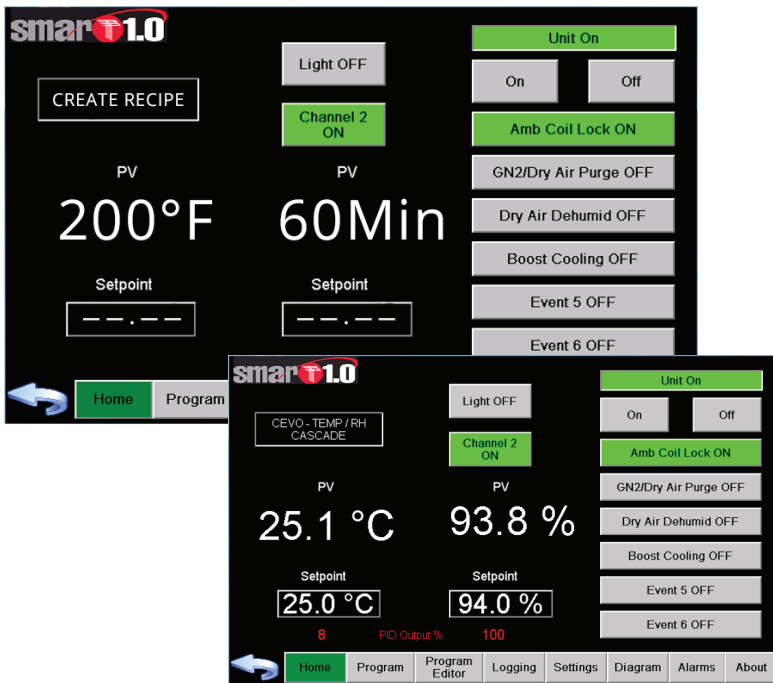 smarT1.0
Unit On
Light OFF
On Off
CREATE RECIPE
Channel 2
ON
Amb Coil Lock ON
PV PV
GN2/Dry Air Purge OFF
200°F 60Min
Dry Air Dehumid OFF
Boost Cooling OFF
Setpoint Setpoint
--.-- --.--
Event 5 OFF
Event 6 OFF
Home Program
smarT1.0
Unit On
Light OFF
On Off
CEVO - TEMP / RH
CASCADE
Channel 2
ON
Amb Coil Lock ON
PV PV
GN2/Dry Air Purge OFF
25.1 °C 93.8 %
Dry Air Dehumid OFF
Boost Cooling OFF
Setpoint Setpoint
25.0 °C 94.0 %
Event 5 OFF
8 PID Output % 100
Event 6 OFF
Home Program Program Editor Logging Settings Diagram Alarms About